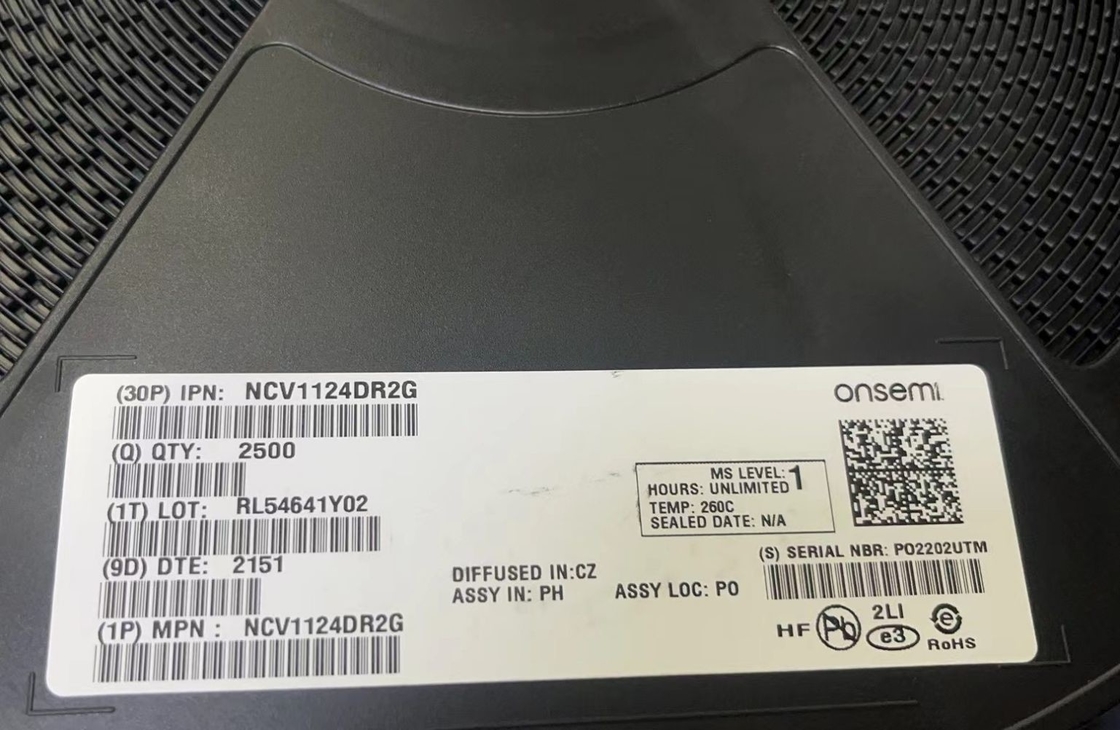 (30P) IPN: NCV1124DR2G
(Q) QTY: 2500
(1T) LOT: RL54641Y02
(9D) DTE: 2151
(1P) MPN : NCV1124DR2G
DIFFUSED IN:CZ
ASSY IN: PH
ASSY LOC: PO
onsemi
MS LEVEL: 1
HOURS: UNLIMITED
TEMP: 260C
SEALED DATE: N/A
(S) SERIAL NBR: PO2202UTM
HF Pb 2LI e3 e RoHS